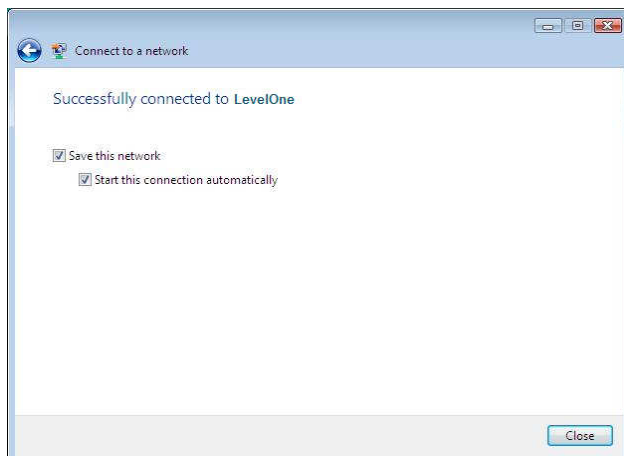 Connect to a network
Successfully connected to LevelOne
Save this network
Start this connection automatically
Close